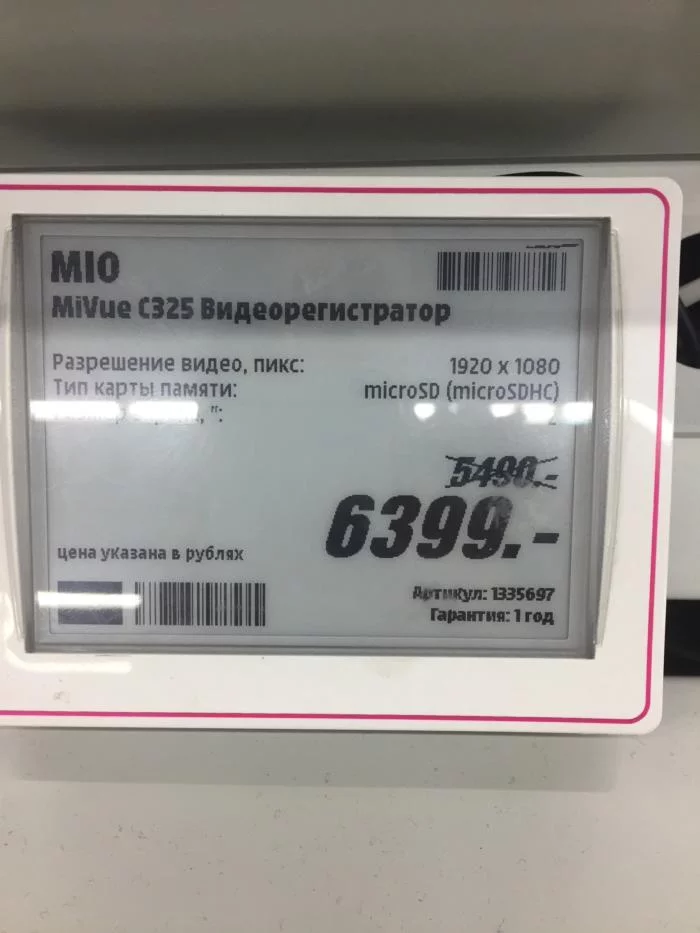 MIO
MiVue C325 Видеорегистратор
Разрешение видео, пикс: 1920 x 1080
Тип карты памяти: microSD (microSDHC)
2
5490.-
6399.-
цена указана в рублях
Артикул: 1335697
Гарантия: 1 год